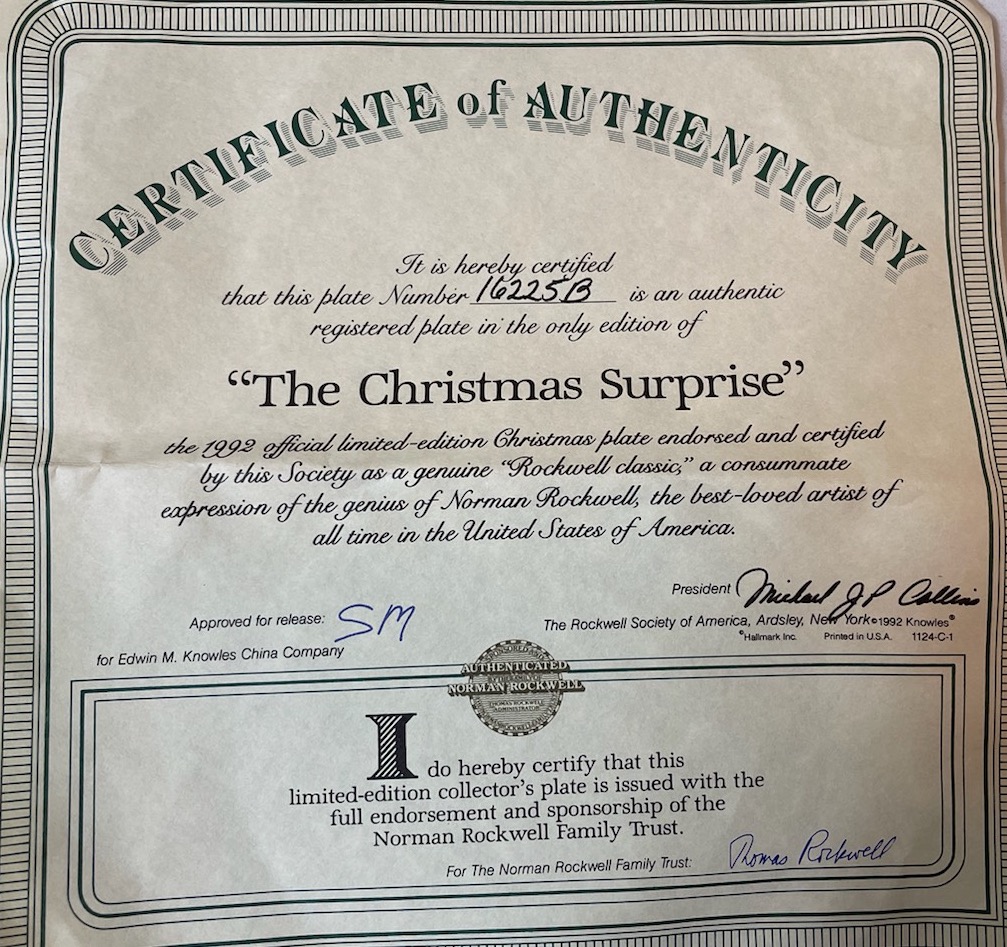 CERTIFICATE of AUTHENTICITY
It is hereby certified
that this plate Number 16225B is an authentic
registered plate in the only edition of
“The Christmas Surprise”
the 1992 official limited-edition Christmas plate endorsed and certified
by this Society as a genuine “Rockwell classic,” a consummate
expression of the genius of Norman Rockwell, the best-loved artist of
all time in the United States of America.
President Michael J P Collins
Approved for release: SM
The Rockwell Society of America, Ardsley, New York ©1992 Knowles®
©Hallmark Inc. Printed in U.S.A. 1124-C-1
for Edwin M. Knowles China Company
AUTHENTICATED
NORMAN ROCKWELL
THOMAS ROCKWELL
ADMINISTRATOR
I do hereby certify that this
limited-edition collector’s plate is issued with the
full endorsement and sponsorship of the
Norman Rockwell Family Trust.
For The Norman Rockwell Family Trust: Thomas Rockwell